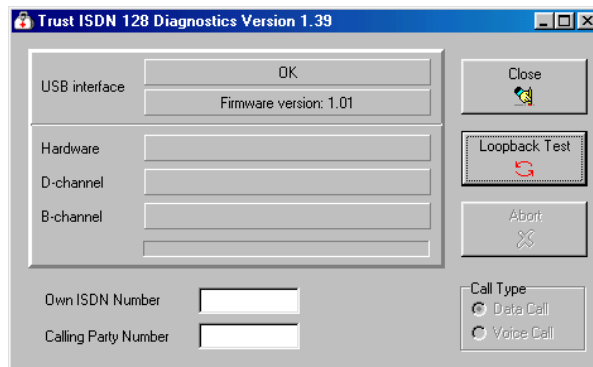 Trust ISDN 128 Diagnostics Version 1.39
USB interface
OK
Firmware version: 1.01
Hardware
D-channel
B-channel
Own ISDN Number
Calling Party Number
Close
Loopback Test
Abort
Call Type
Data Call
Voice Call